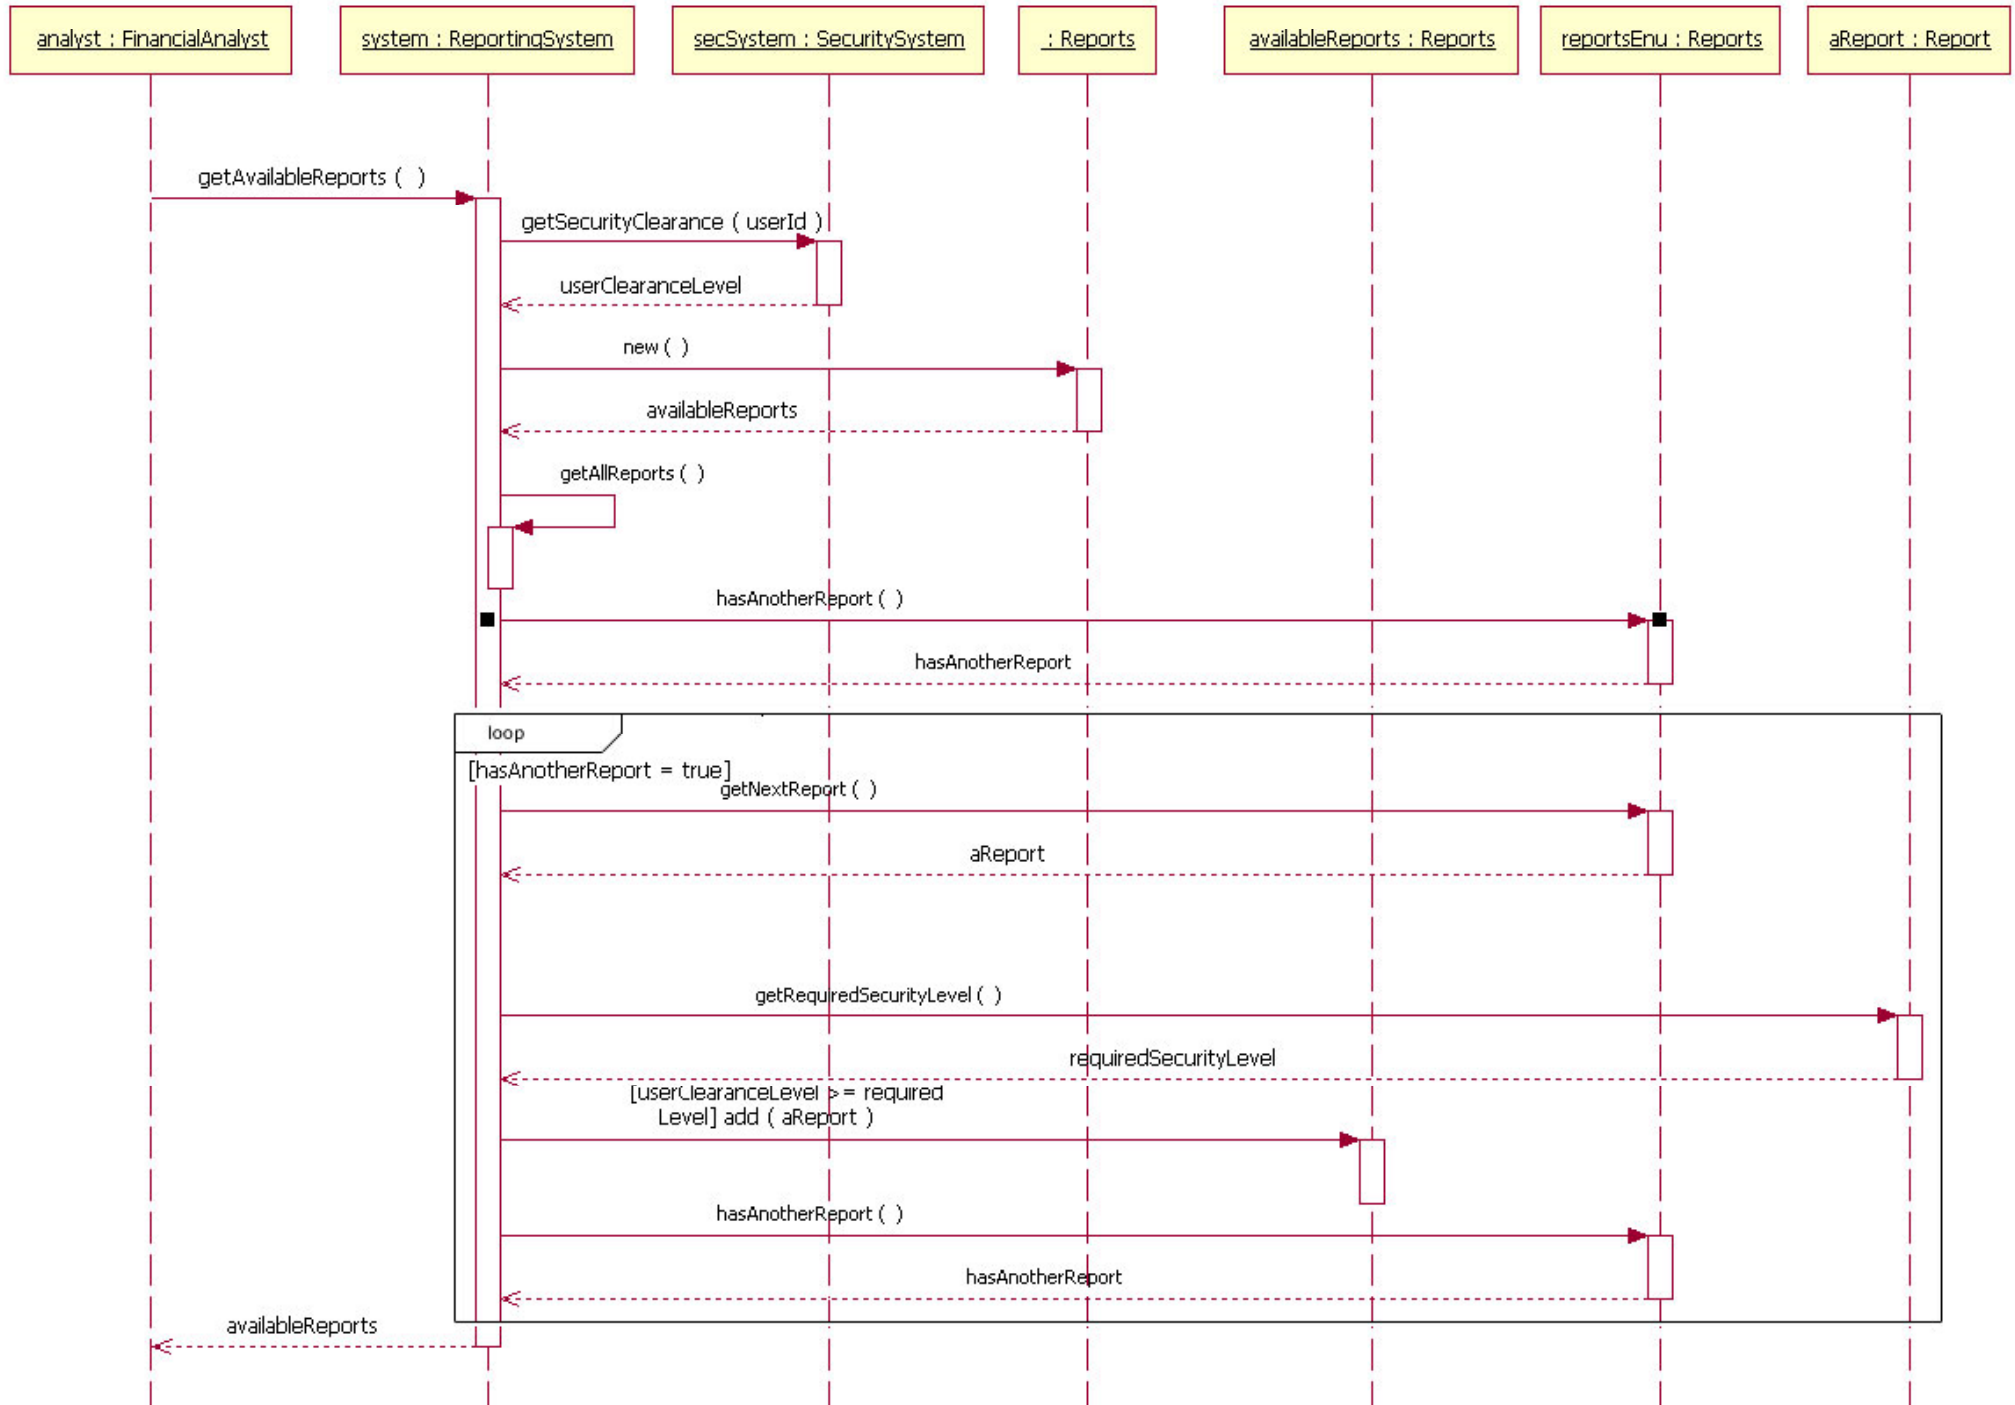 analyst : FinancialAnalyst
system : ReportingSystem
secSystem : SecuritySystem
: Reports
availableReports : Reports
reportsEnu : Reports
aReport : Report
getAvailableReports ( )
getSecurityClearance ( userId )
userClearanceLevel
new ( )
availableReports
getAllReports ( )
hasAnotherReport ( )
hasAnotherReport
loop
[hasAnotherReport = true]
getNextReport ( )
aReport
getRequiredSecurityLevel ( )
requiredSecurityLevel
[userClearanceLevel >= required
Level] add ( aReport )
hasAnotherReport ( )
hasAnotherReport
availableReports